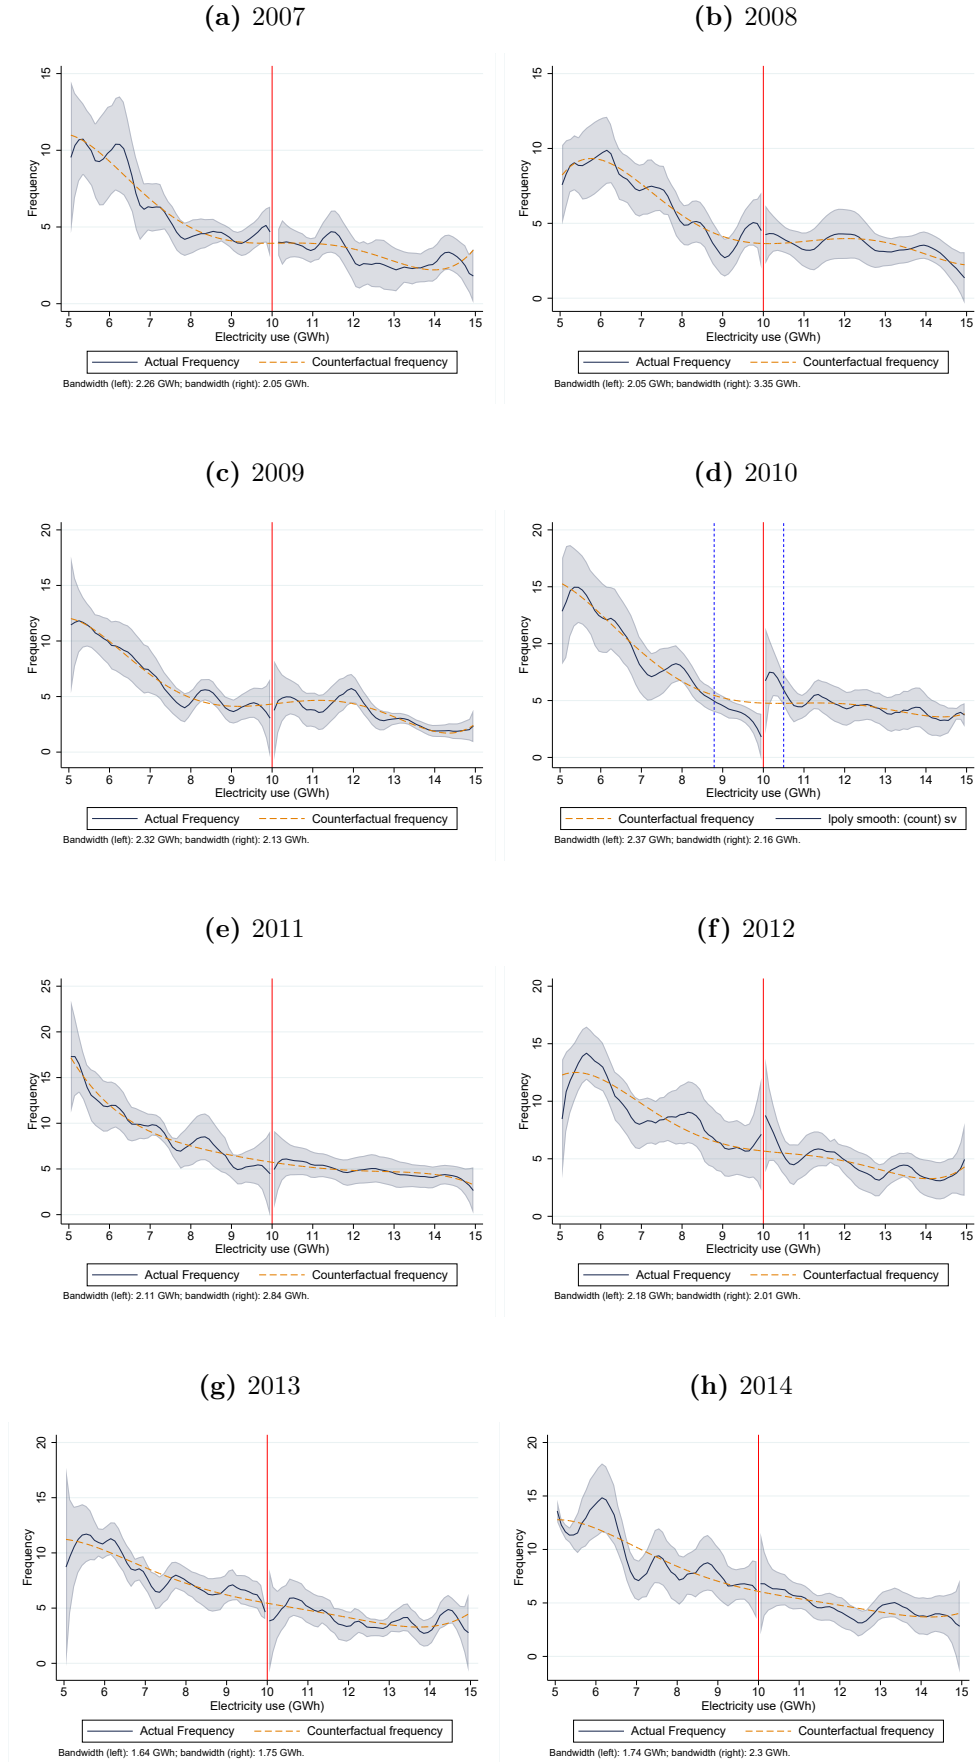 (a) 2007
(b) 2008
15
10
5
0
Frequency
5 6 7 8 9 10 11 12 13 14 15
Electricity use (GWh)
Actual Frequency Counterfactual frequency
Bandwidth (left): 2.26 GWh; bandwidth (right): 2.05 GWh.
15
10
5
0
Frequency
5 6 7 8 9 10 11 12 13 14 15
Electricity use (GWh)
Actual Frequency Counterfactual frequency
Bandwidth (left): 2.05 GWh; bandwidth (right): 3.35 GWh.
(c) 2009
(d) 2010
20
15
10
5
0
Frequency
5 6 7 8 9 10 11 12 13 14 15
Electricity use (GWh)
Actual Frequency Counterfactual frequency
Bandwidth (left): 2.32 GWh; bandwidth (right): 2.13 GWh.
20
15
10
5
0
Frequency
5 6 7 8 9 10 11 12 13 14 15
Electricity use (GWh)
Counterfactual frequency lpoly smooth: (count) sv
Bandwidth (left): 2.37 GWh; bandwidth (right): 2.16 GWh.
(e) 2011
(f) 2012
25
20
15
10
5
0
Frequency
5 6 7 8 9 10 11 12 13 14 15
Electricity use (GWh)
Actual Frequency Counterfactual frequency
Bandwidth (left): 2.11 GWh; bandwidth (right): 2.84 GWh.
20
15
10
5
0
Frequency
5 6 7 8 9 10 11 12 13 14 15
Electricity use (GWh)
Actual Frequency Counterfactual frequency
Bandwidth (left): 2.18 GWh; bandwidth (right): 2.01 GWh.
(g) 2013
(h) 2014
20
15
10
5
0
Frequency
5 6 7 8 9 10 11 12 13 14 15
Electricity use (GWh)
Actual Frequency Counterfactual frequency
Bandwidth (left): 1.64 GWh; bandwidth (right): 1.75 GWh.
20
15
10
5
0
Frequency
5 6 7 8 9 10 11 12 13 14 15
Electricity use (GWh)
Actual Frequency Counterfactual frequency
Bandwidth (left): 1.74 GWh; bandwidth (right): 2.3 GWh.